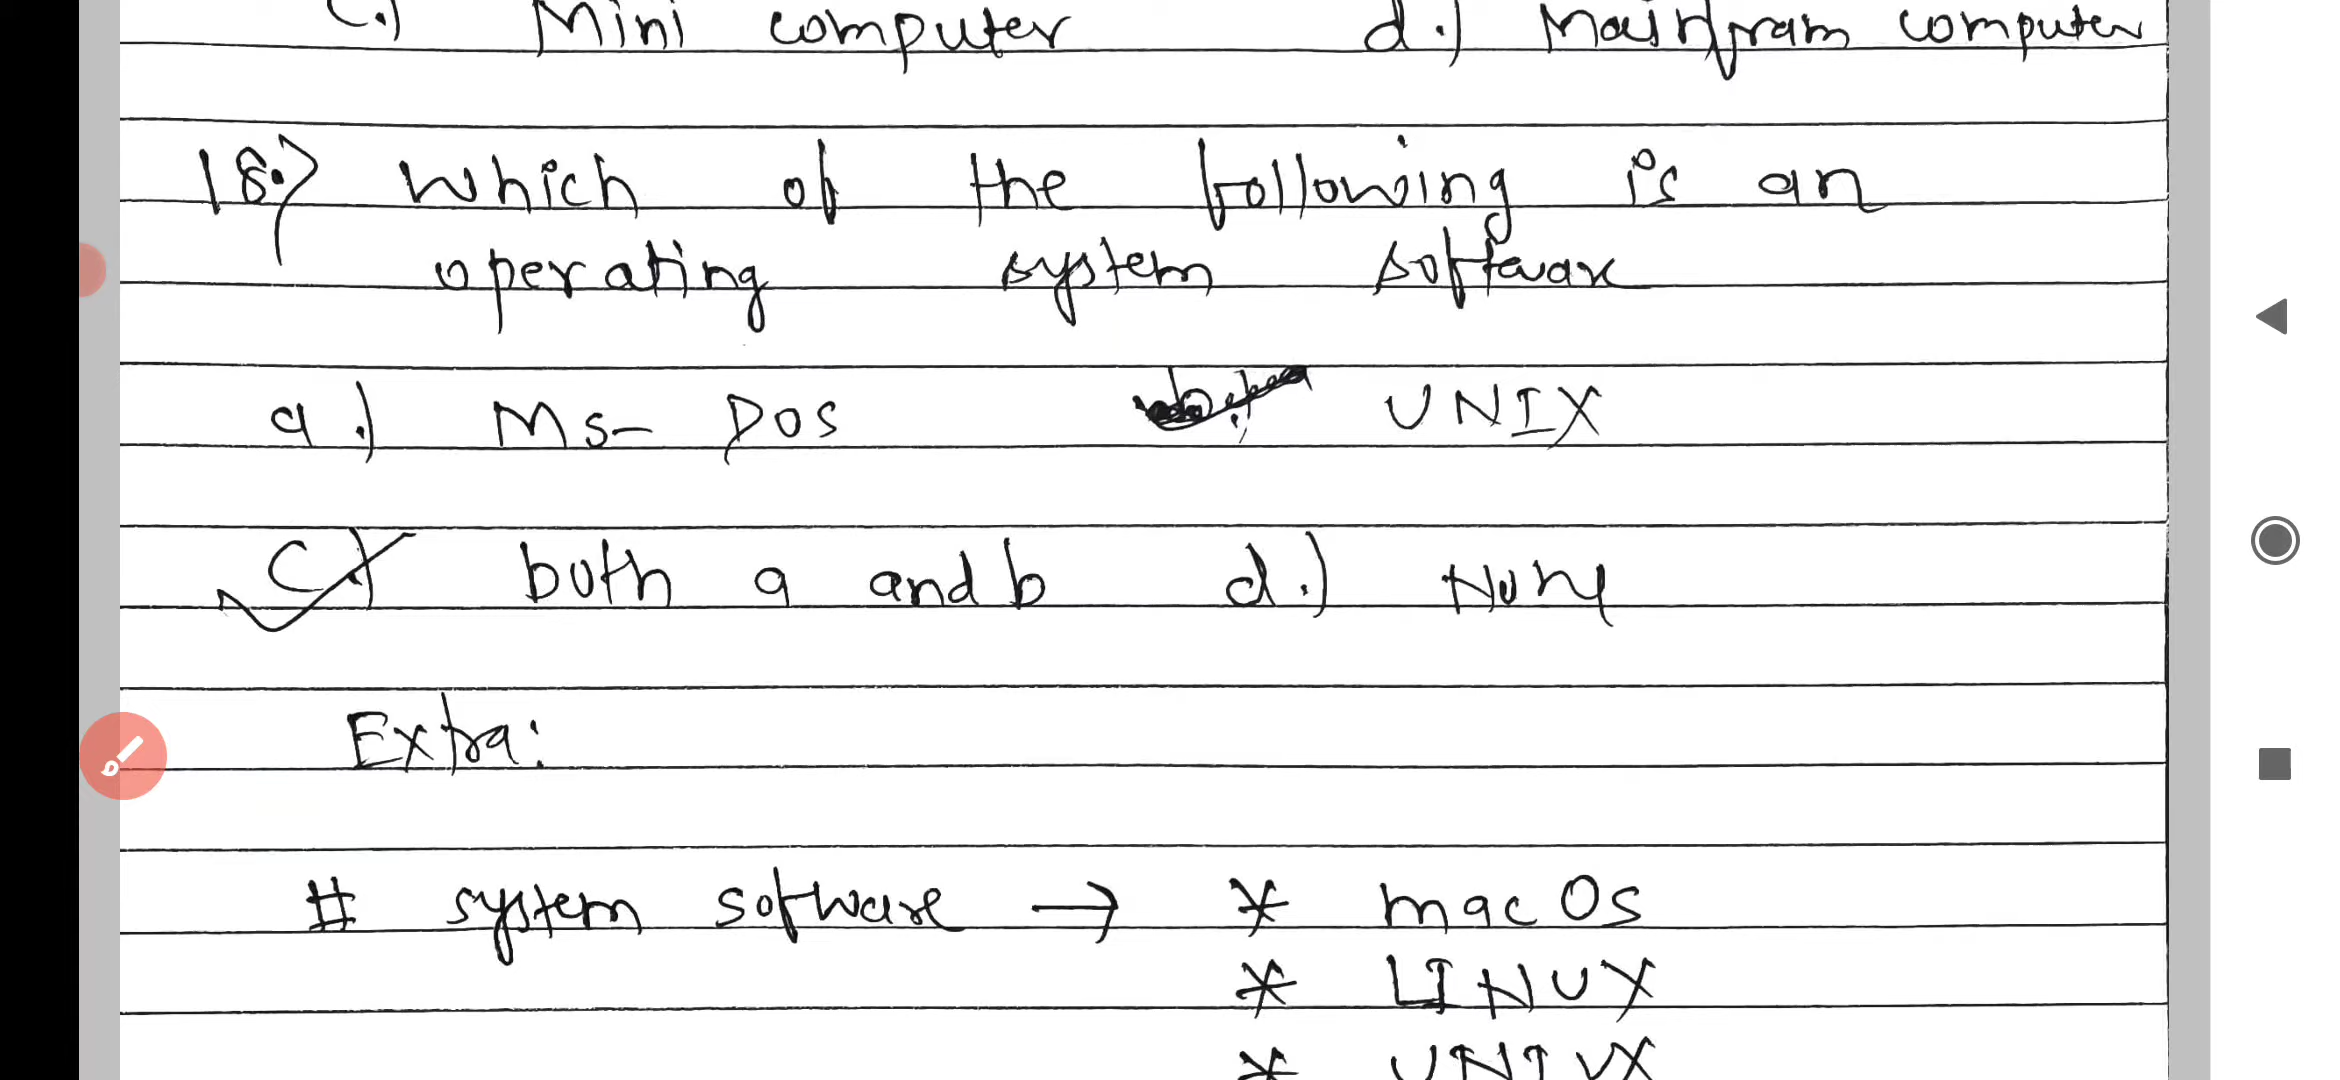 c.) Mini computer d.) Mainfram computer
18.) Which of the following is an
operating system software
a.) Ms- DOS b.) UNIX
c.) both a and b d.) None
Extra:
# system software → * mac Os
* LINUX
* UNIVX